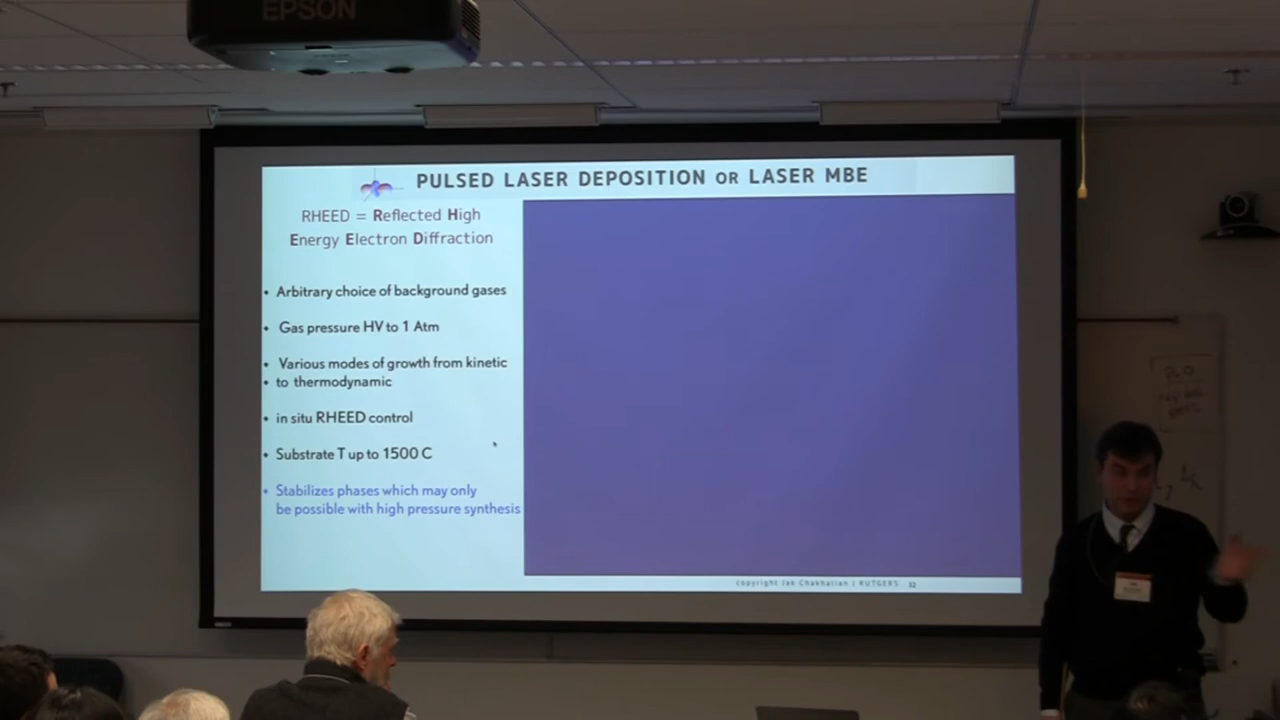 EPSON
PULSED LASER DEPOSITION OR LASER MBE
RHEED = Reflected High
Energy Electron Diffraction
• Arbitrary choice of background gases
• Gas pressure HV to 1 Atm
• Various modes of growth from kinetic
• to thermodynamic
• in situ RHEED control
• Substrate T up to 1500 C
• Stabilizes phases which may only
be possible with high pressure synthesis
copyright Jak Chakhalian | RUTGERS 32